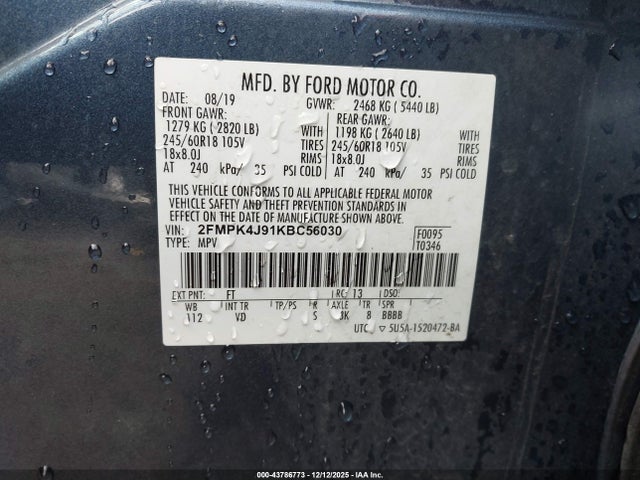 MFD. BY FORD MOTOR CO.
DATE: 08/19 GVWR: 2468 KG ( 5440 LB)
FRONT GAWR: REAR GAWR:
1279 KG ( 2820 LB) WITH 1198 KG ( 2640 LB) WITH
245/60R18 105V TIRES 245/60R18 105V TIRES
18x8.0J RIMS 18x8.0J RIMS
AT 240 kPa/ 35 PSI COLD AT 240 kPa/ 35 PSI COLD
THIS VEHICLE CONFORMS TO ALL APPLICABLE FEDERAL MOTOR
VEHICLE SAFETY AND THEFT PREVENTION STANDARDS IN
EFFECT ON THE DATE OF MANUFACTURE SHOWN ABOVE.
VIN: 2FMPK4J91KBC56030 F0095
TYPE: MPV T0346
EXT PNT: FT RC: 13 DSO:
WB INT TR TP/PS R AXLE TR SPR
112 VD S 3K 8 BBBB
UTC ▽ 5U5A-1520472-BA
000-43786773 - 12/12/2025 - IAA Inc.